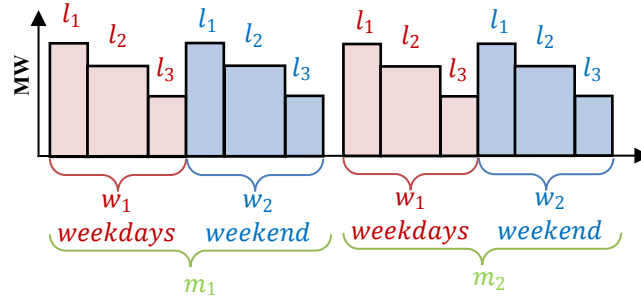 l₁ l₂ l₃ l₁ l₂ l₃ l₁ l₂ l₃ l₁ l₂ l₃
MW
w₁ w₂ w₁ w₂
weekdays weekend weekdays weekend
m₁ m₂